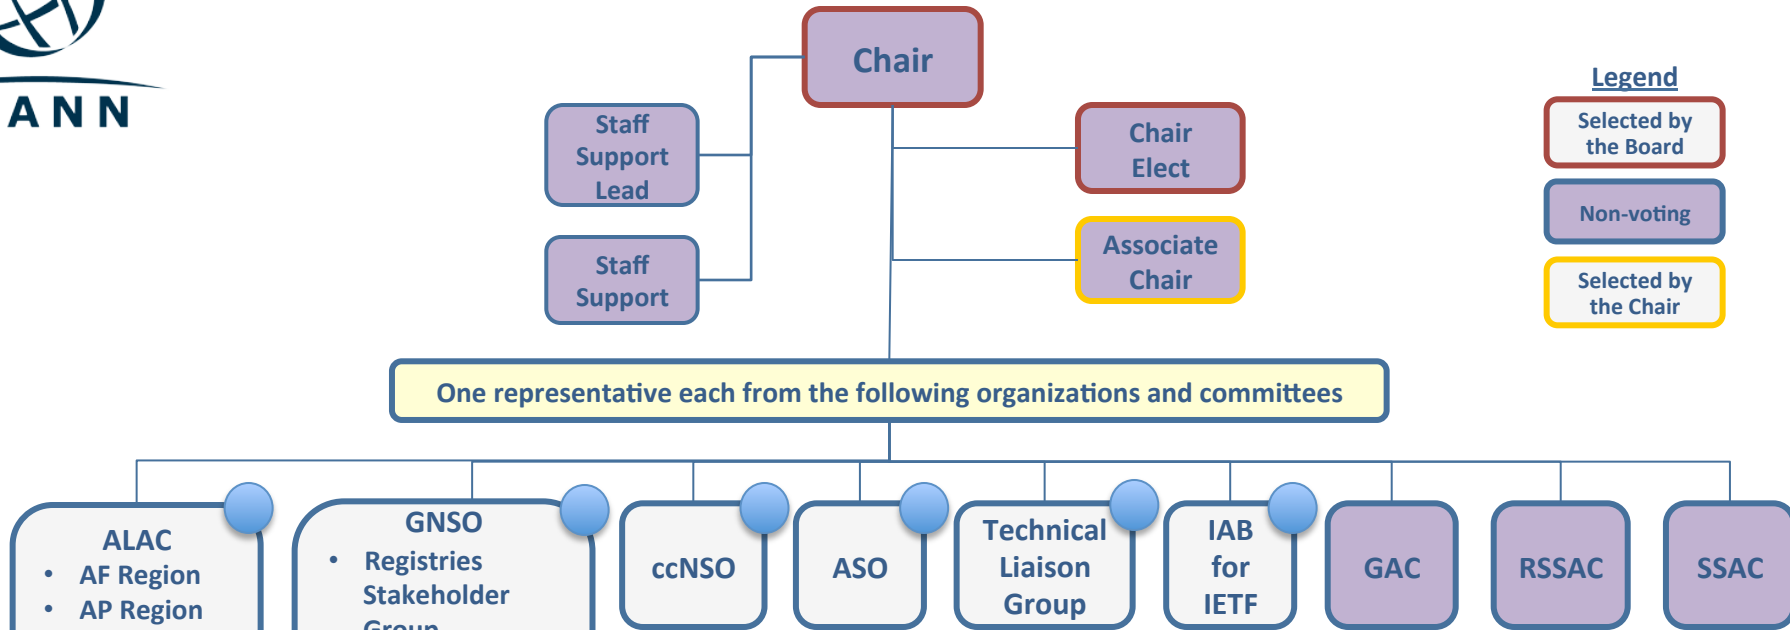 ANN
Chair
Legend
Staff
Support
Lead
Chair
Elect
Selected by
the Board
Non-voting
Staff
Support
Associate
Chair
Selected by
the Chair
One representative each from the following organizations and committees
ALAC
• AF Region
• AP Region
GNSO
• Registries
Stakeholder
Group
ccNSO
ASO
Technical
Liaison
Group
IAB
for
IETF
GAC
RSSAC
SSAC